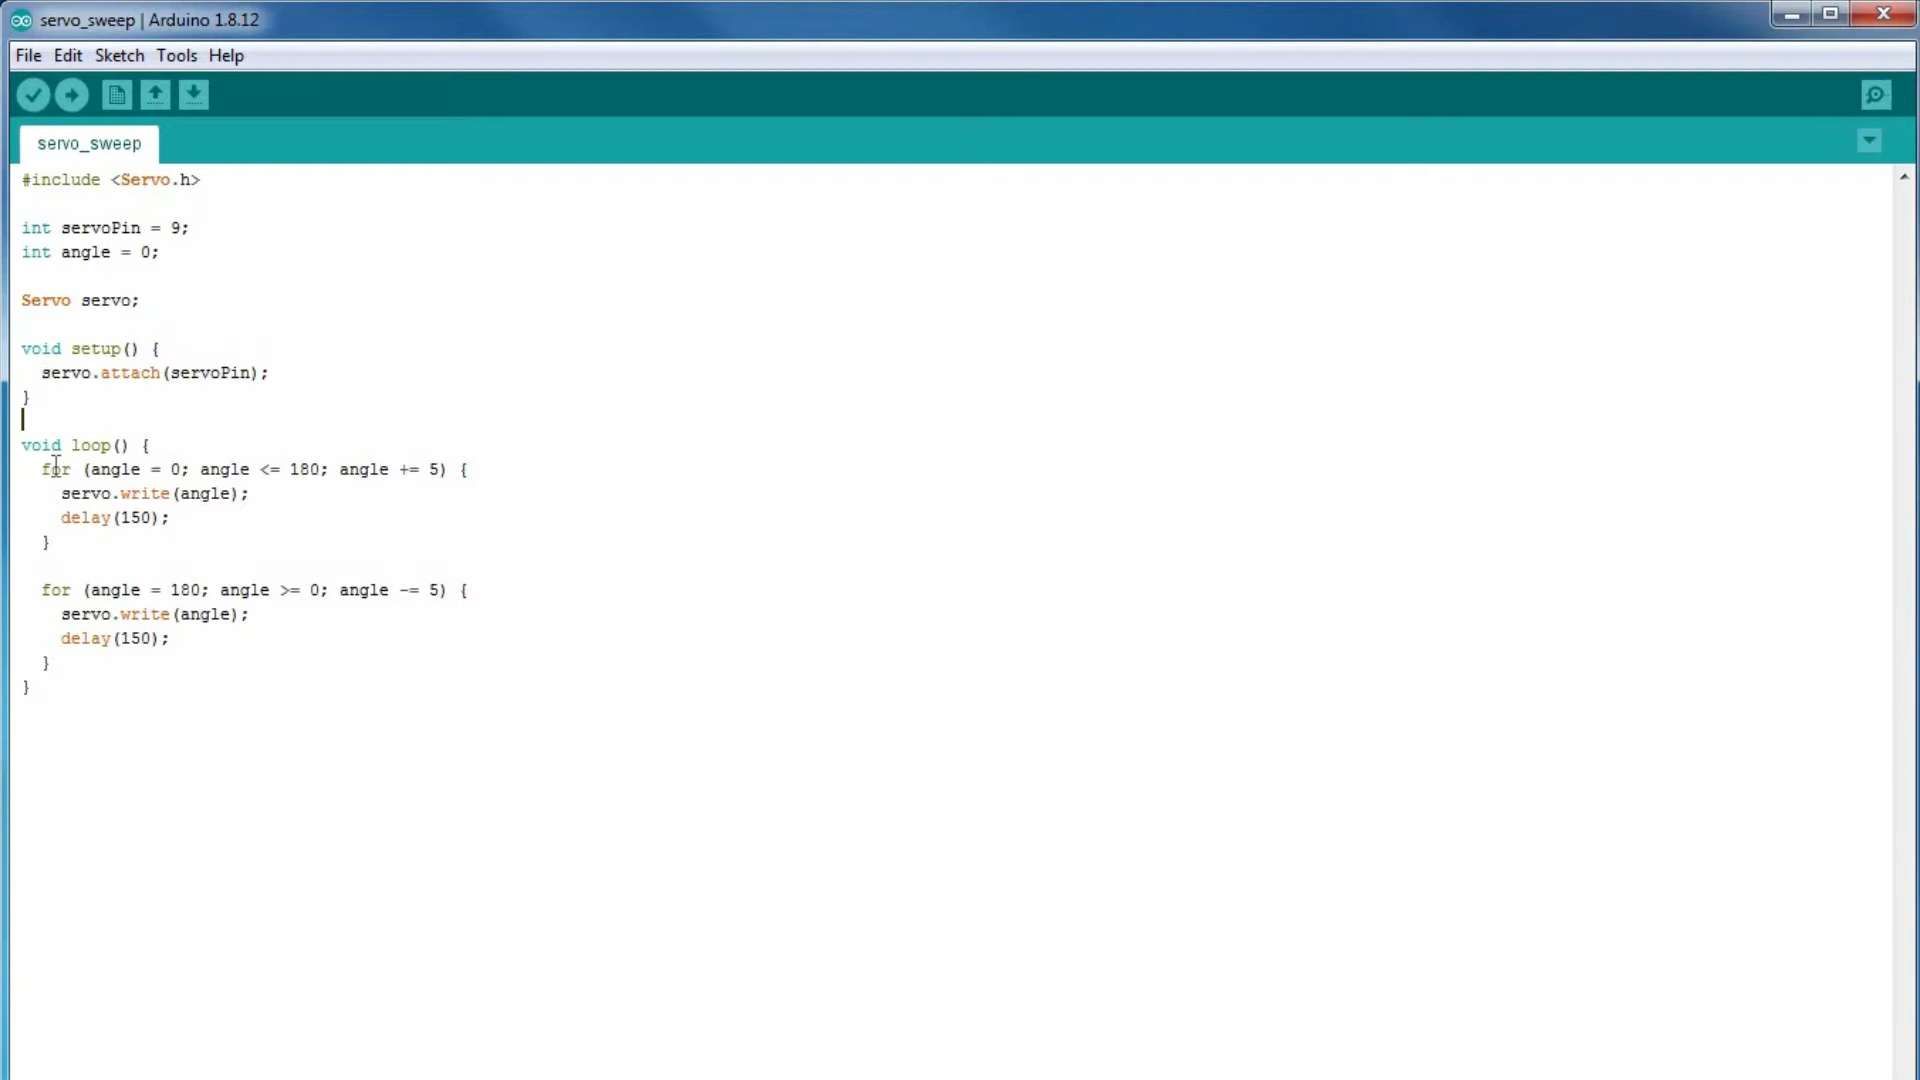 servo_sweep | Arduino 1.8.12
File Edit Sketch Tools Help
servo_sweep
#include <Servo.h>
int servoPin = 9;
int angle = 0;
Servo servo;
void setup() {
  servo.attach(servoPin);
}
void loop() {
  for (angle = 0; angle <= 180; angle += 5) {
    servo.write(angle);
    delay(150);
  }
  for (angle = 180; angle >= 0; angle -= 5) {
    servo.write(angle);
    delay(150);
  }
}